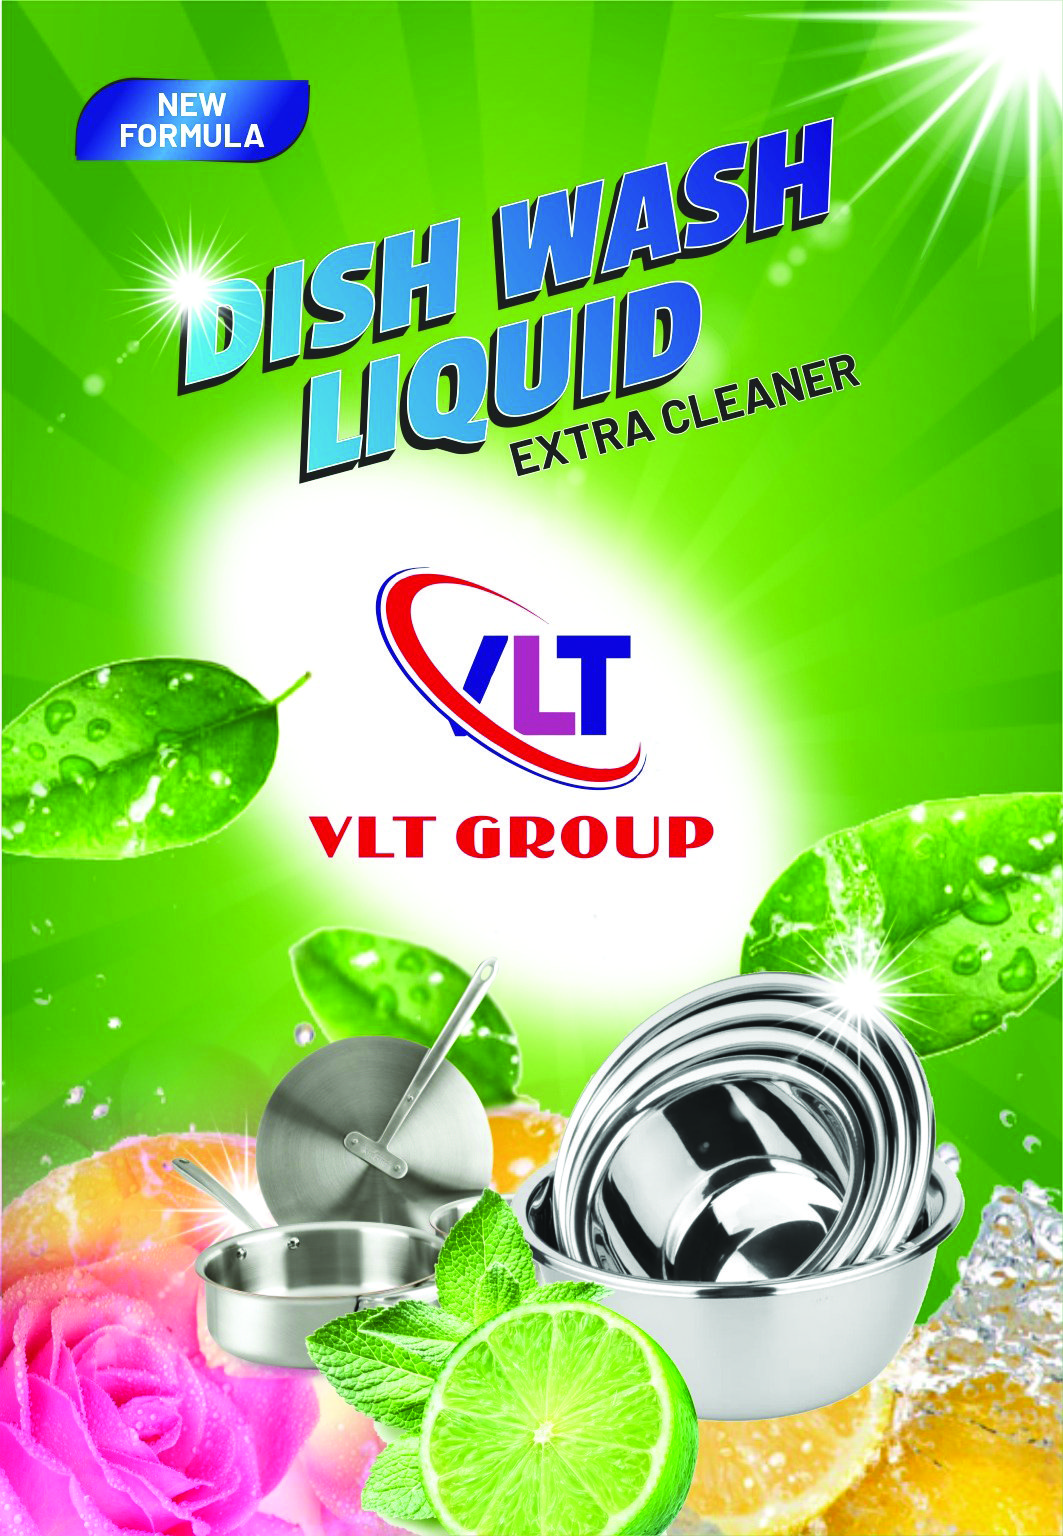 NEW
FORMULA
DISH WASH
LIQUID
EXTRA CLEANER
VLT
VLT GROUP